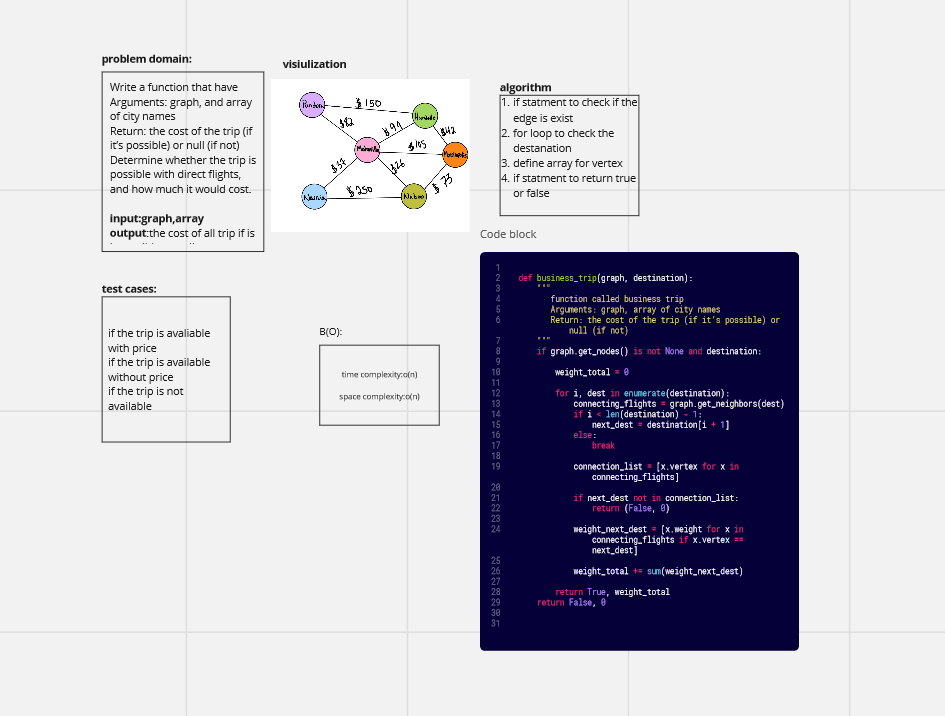 problem domain:
Write a function that have
Arguments: graph, and array
of city names
Return: the cost of the trip (if
it's possible) or null (if not)
Determine whether the trip is
possible with direct flights,
and how much it would cost.
input:graph,array
output:the cost of all trip if is
visiulization
Pandora
$150
$82
$99
$42
$105
$37
$26
$250
$73
algorithm
1. if statment to check if the
edge is exist
2. for loop to check the
destanation
3. define array for vertex
4. if statment to return true
or false
test cases:
if the trip is avaliable
with price
if the trip is available
without price
if the trip is not
available
B(O):
time complexity:o(n)
space complexity:o(n)
Code block
1
2 def business_trip(graph, destination):
3 """
4 function called business trip
5 Arguments: graph, array of city names
6 Return: the cost of the trip (if it's possible) or
null (if not)
7 """
8 if graph.get_nodes() is not None and destination:
9
10 weight_total = 0
11
12 for i, dest in enumerate(destination):
13 connecting_flights = graph.get_neighbors(dest)
14 if i < len(destination) - 1:
15 next_dest = destination[i + 1]
16 else:
17 break
18
19 connection_list = [x.vertex for x in
connecting_flights]
20
21 if next_dest not in connection_list:
22 return (False, 0)
23
24 weight_next_dest = [x.weight for x in
connecting_flights if x.vertex ==
next_dest]
25
26 weight_total += sum(weight_next_dest)
27
28 return True, weight_total
29 return False, 0
30
31